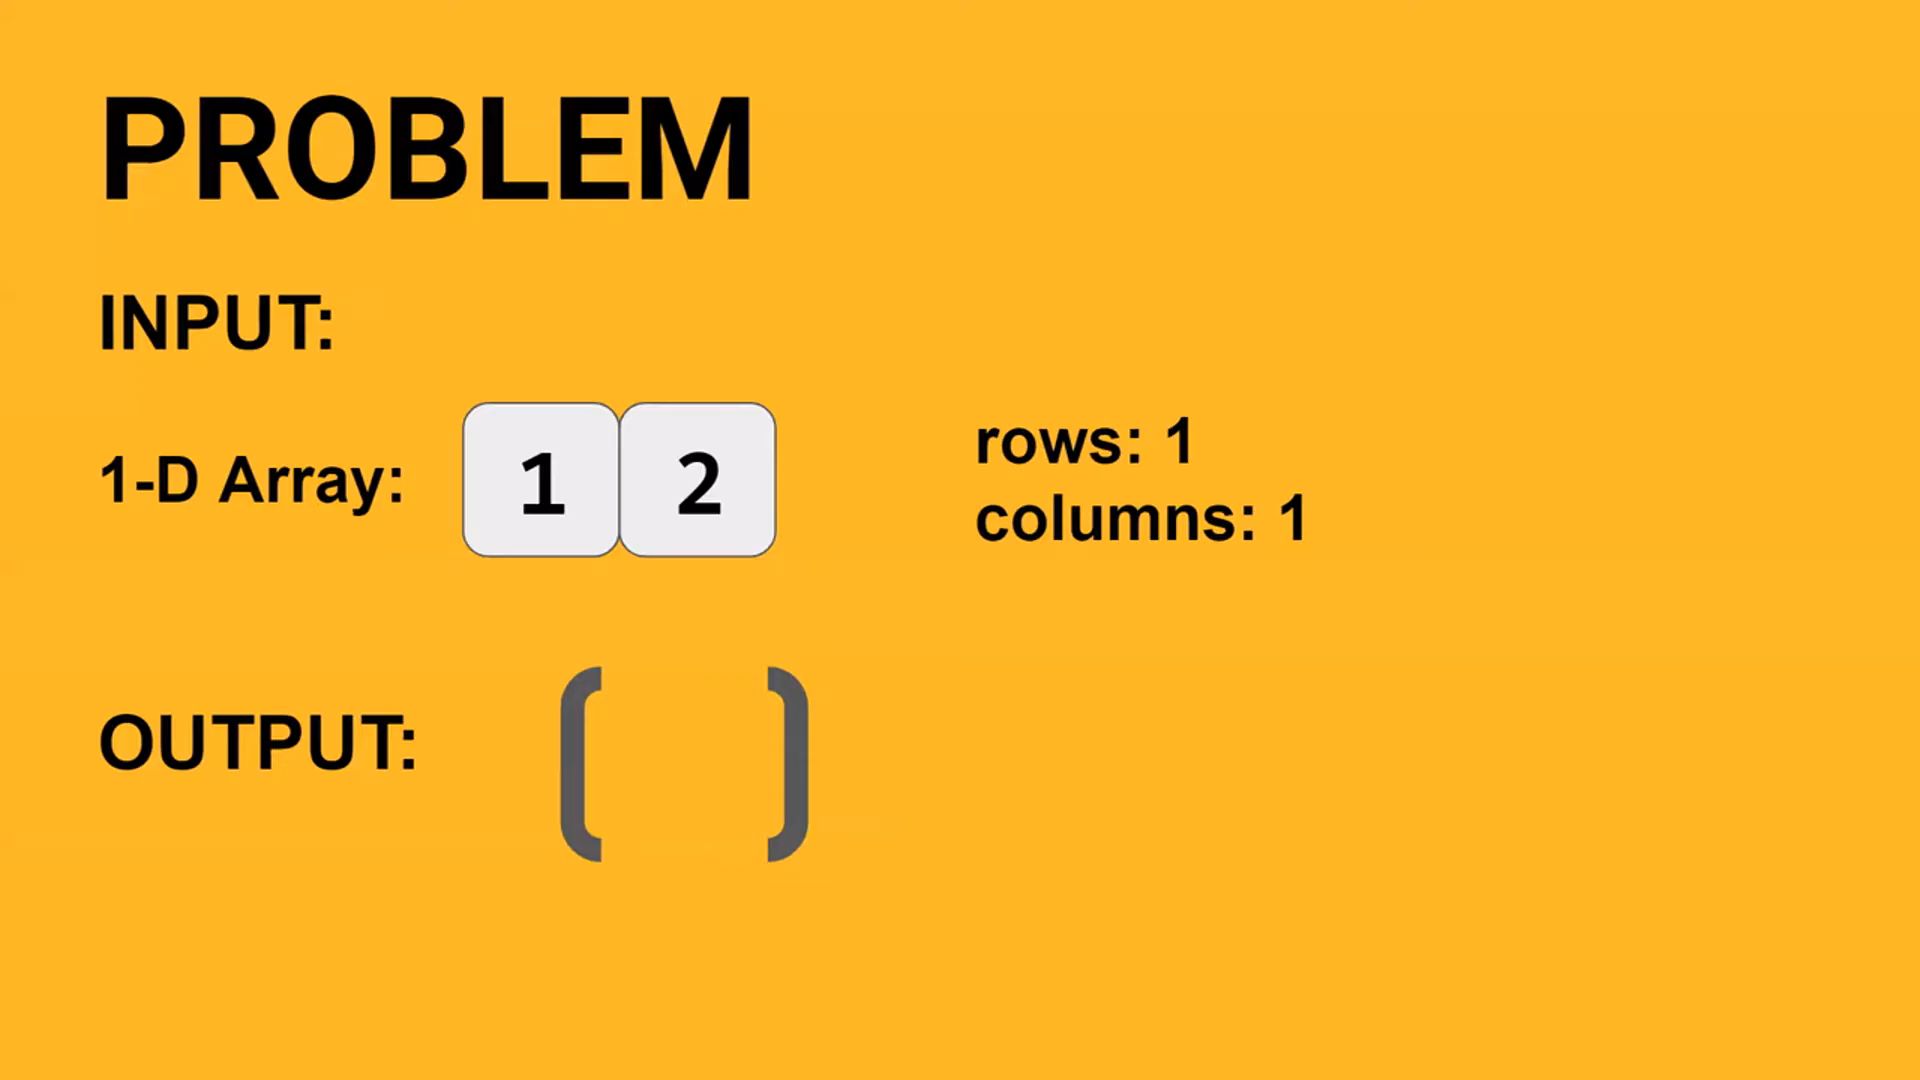 PROBLEM
INPUT:
1-D Array: 1 2
rows: 1
columns: 1
OUTPUT: [ ]